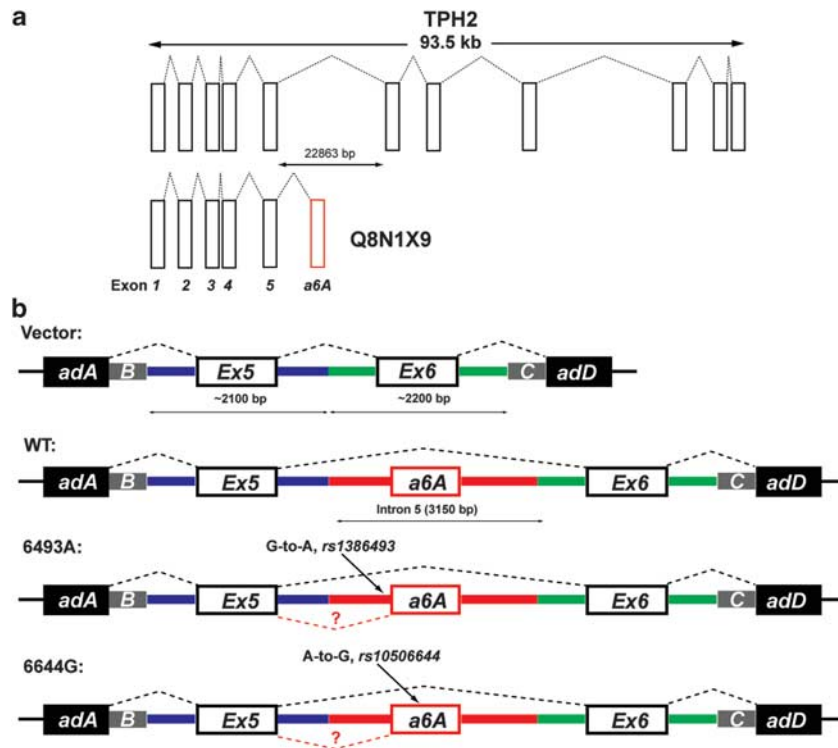 a
TPH2
93.5 kb
22863 bp
Q8N1X9
Exon 1 2 3 4 5 a6A
b
Vector:
adA B Ex5 Ex6 C adD
~2100 bp ~2200 bp
WT:
adA B Ex5 a6A Ex6 C adD
Intron 5 (3150 bp)
6493A:
G-to-A, rs1386493
adA B Ex5 a6A Ex6 C adD
?
6644G:
A-to-G, rs10506644
adA B Ex5 a6A Ex6 C adD
?